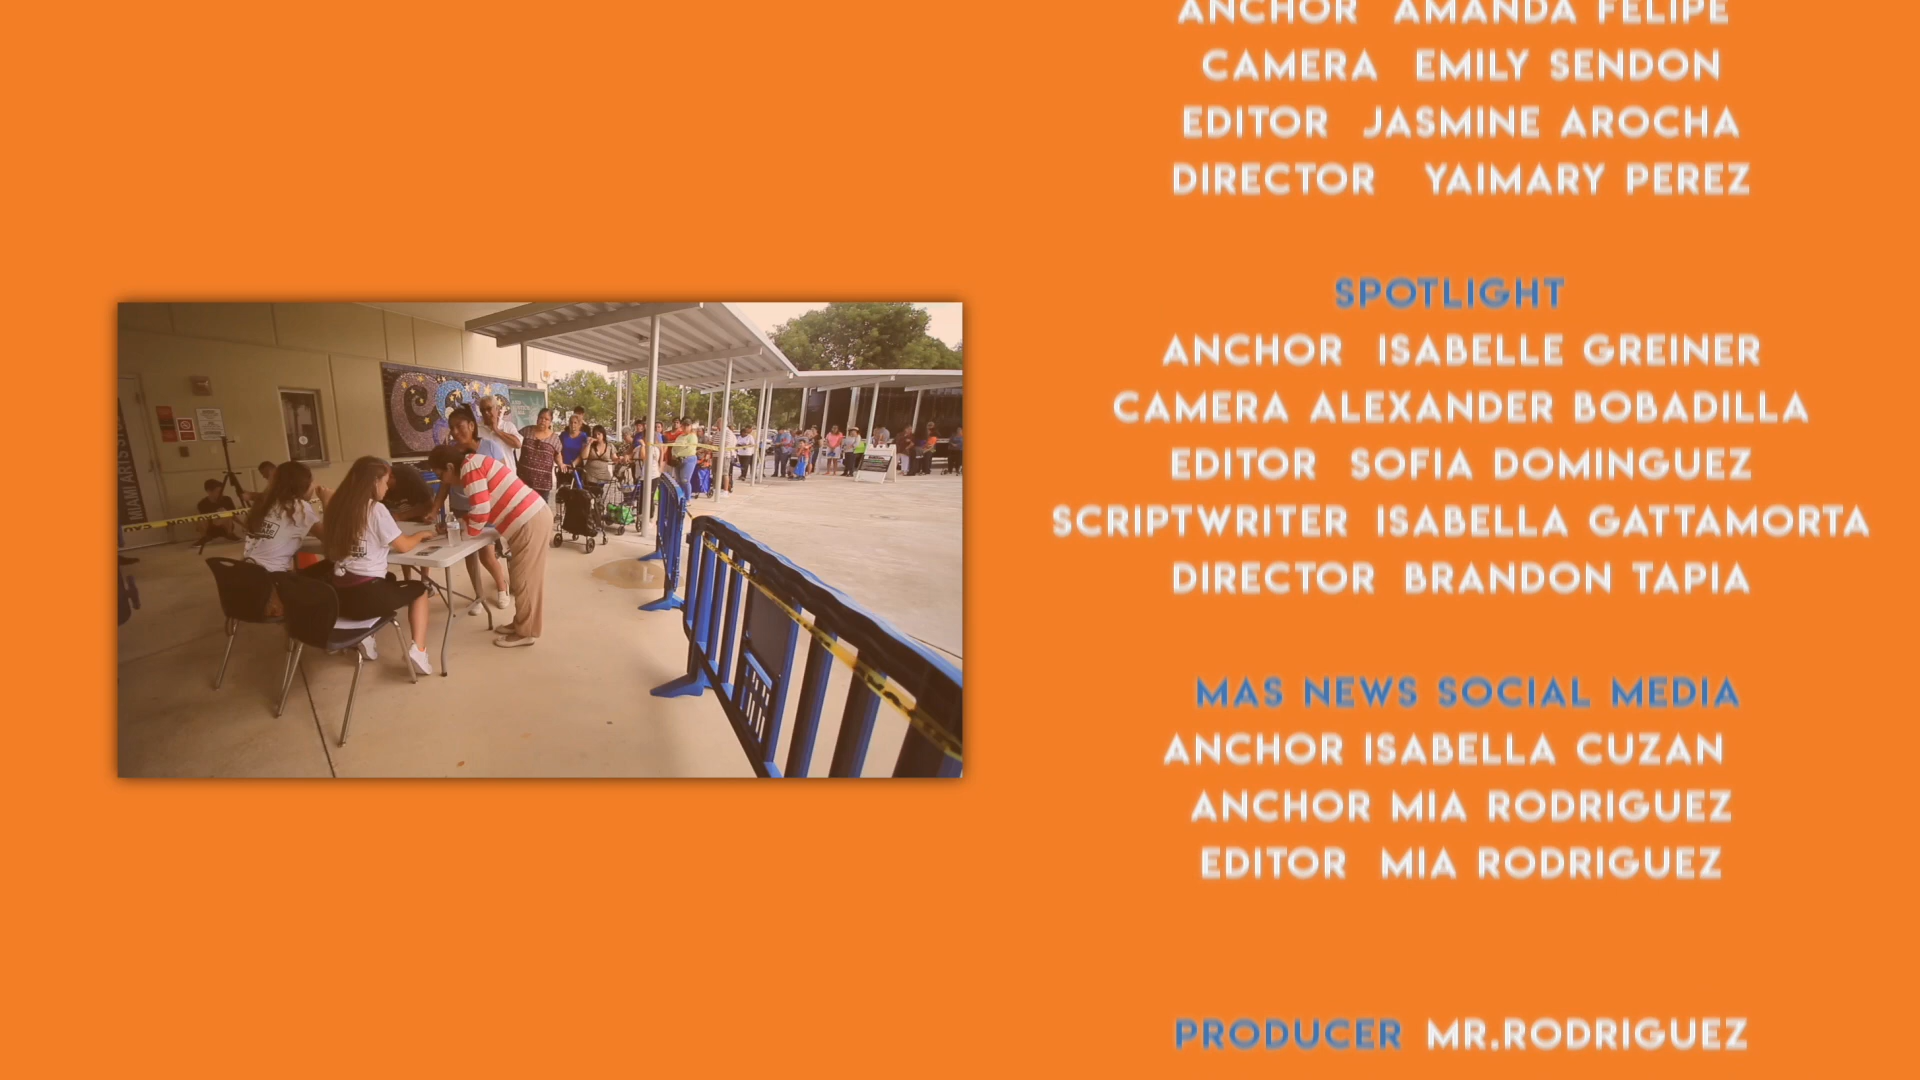 ANCHOR AMANDA FELIPE
CAMERA EMILY SENDON
EDITOR JASMINE AROCHA
DIRECTOR YAIMARY PEREZ
SPOTLIGHT
ANCHOR ISABELLE GREINER
CAMERA ALEXANDER BOBADILLA
EDITOR SOFIA DOMINGUEZ
SCRIPTWRITER ISABELLA GATTAMORTA
DIRECTOR BRANDON TAPIA
MAS NEWS SOCIAL MEDIA
ANCHOR ISABELLA CUZAN
ANCHOR MIA RODRIGUEZ
EDITOR MIA RODRIGUEZ
PRODUCER MR.RODRIGUEZ
MIAMI ARTS